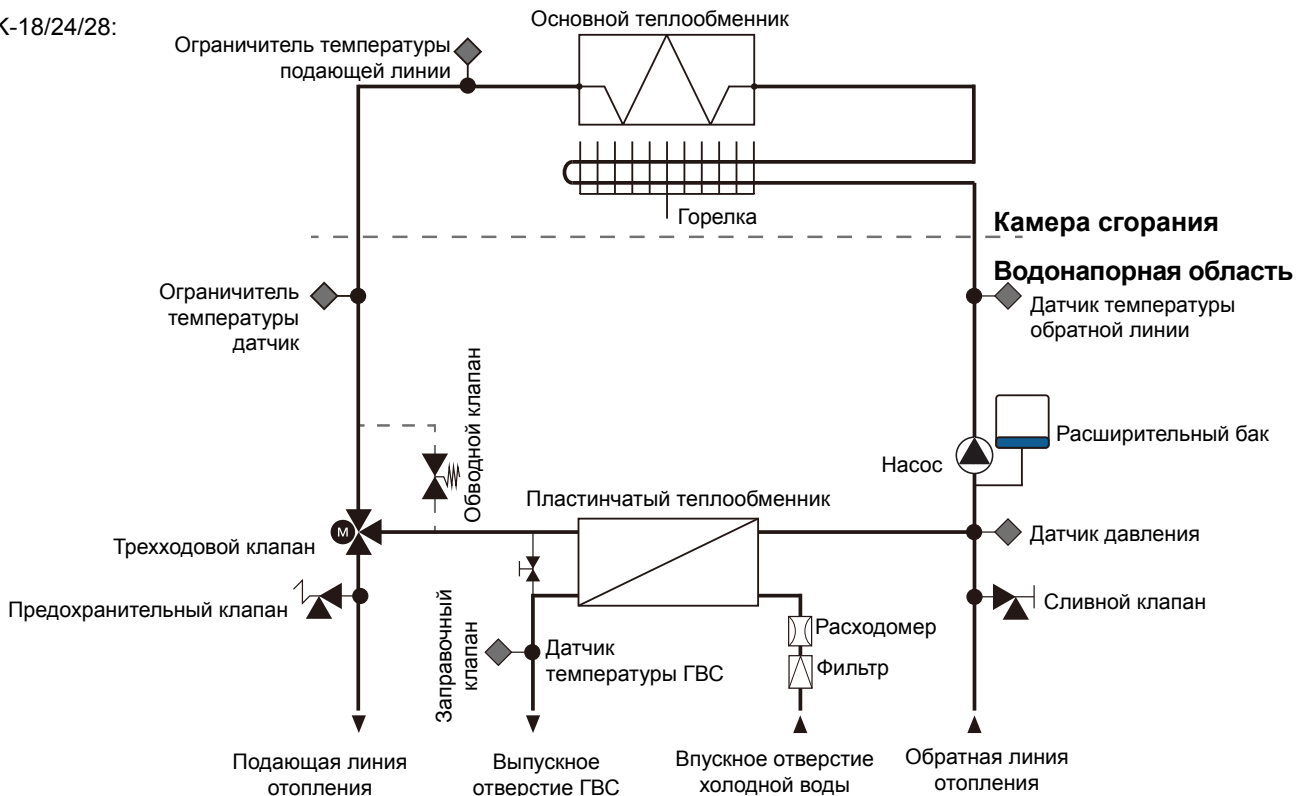 К-18/24/28:
Основной теплообменник
Ограничитель температуры
подающей линии
Горелка
Камера сгорания
Водонапорная область
Ограничитель
температуры
датчик
Датчик температуры
обратной линии
Обводной клапан
Насос
Расширительный бак
Пластинчатый теплообменник
M
Трехходовой клапан
Датчик давления
Предохранительный клапан
Сливной клапан
Заправочный
клапан
Датчик
температуры ГВС
Расходомер
Фильтр
Подающая линия
отопления
Выпускное
отверстие ГВС
Впускное отверстие
холодной воды
Обратная линия
отопления